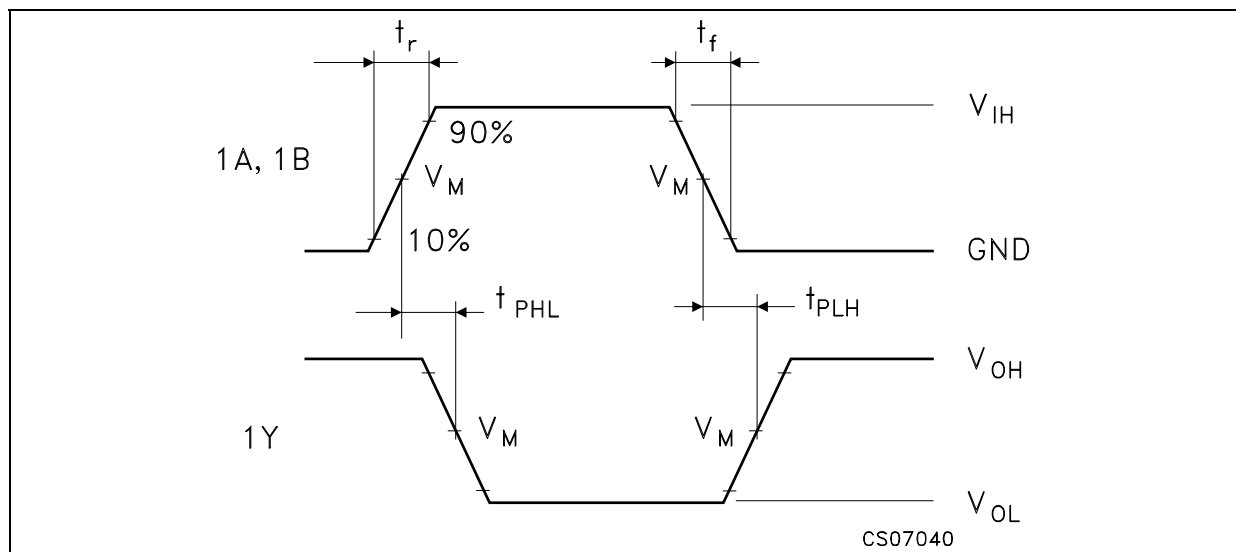 tr tf
VIH
90%
1A, 1B VM VM
10% GND
tPHL tPLH
VOH
1Y VM VM
VOL
CS07040